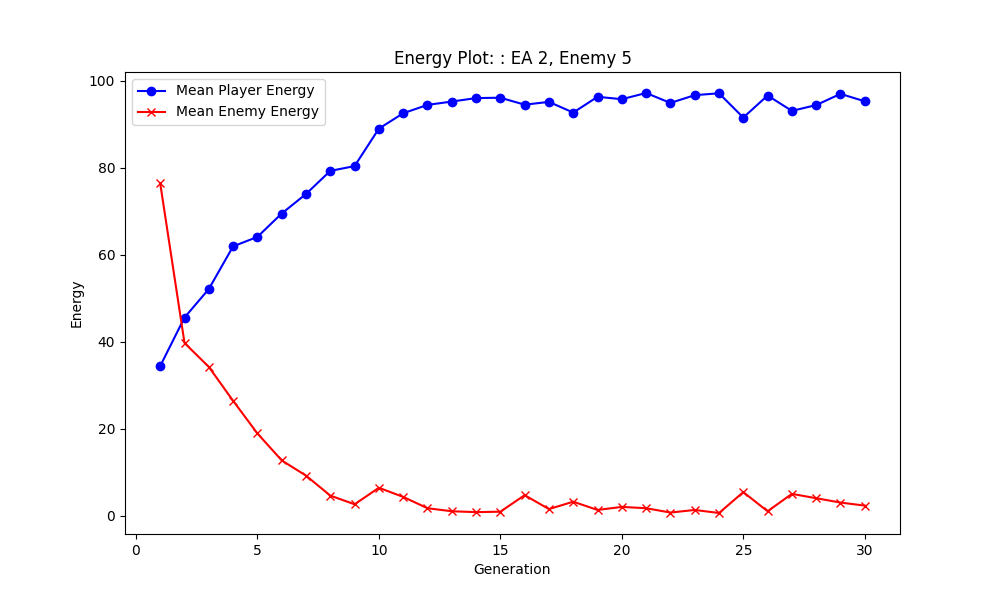 Energy Plot: : EA 2, Enemy 5
Mean Player Energy
Mean Enemy Energy
100
80
60
40
20
0
Energy
0 5 10 15 20 25 30
Generation